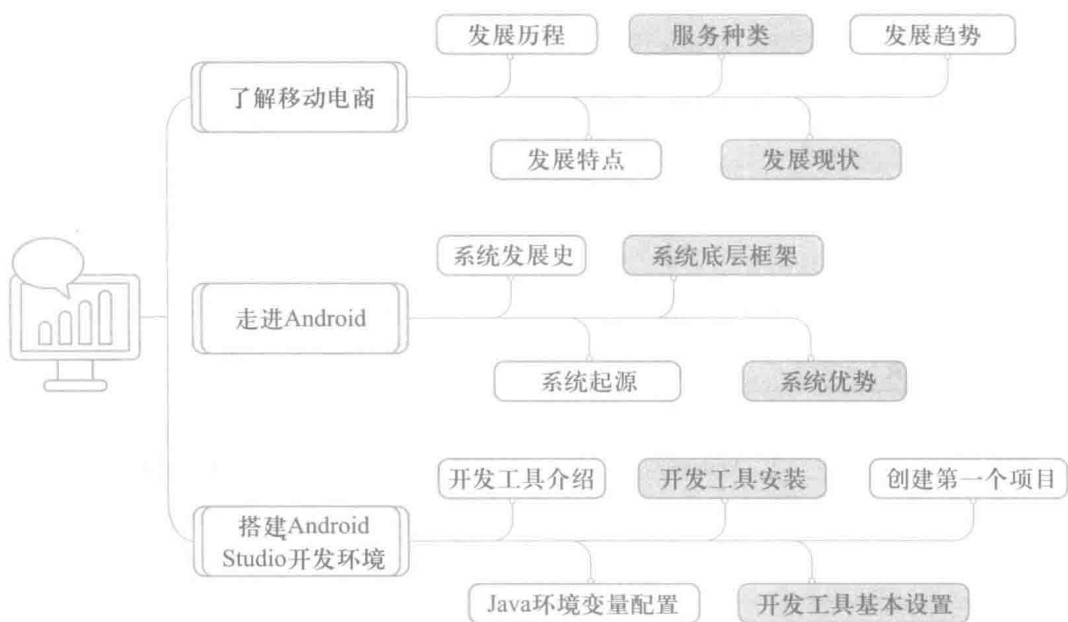 发展历程
服务种类
发展趋势
了解移动电商
发展特点
发展现状
系统发展史
系统底层框架
走进Android
系统起源
系统优势
开发工具介绍
开发工具安装
创建第一个项目
搭建Android
Studio开发环境
Java环境变量配置
开发工具基本设置